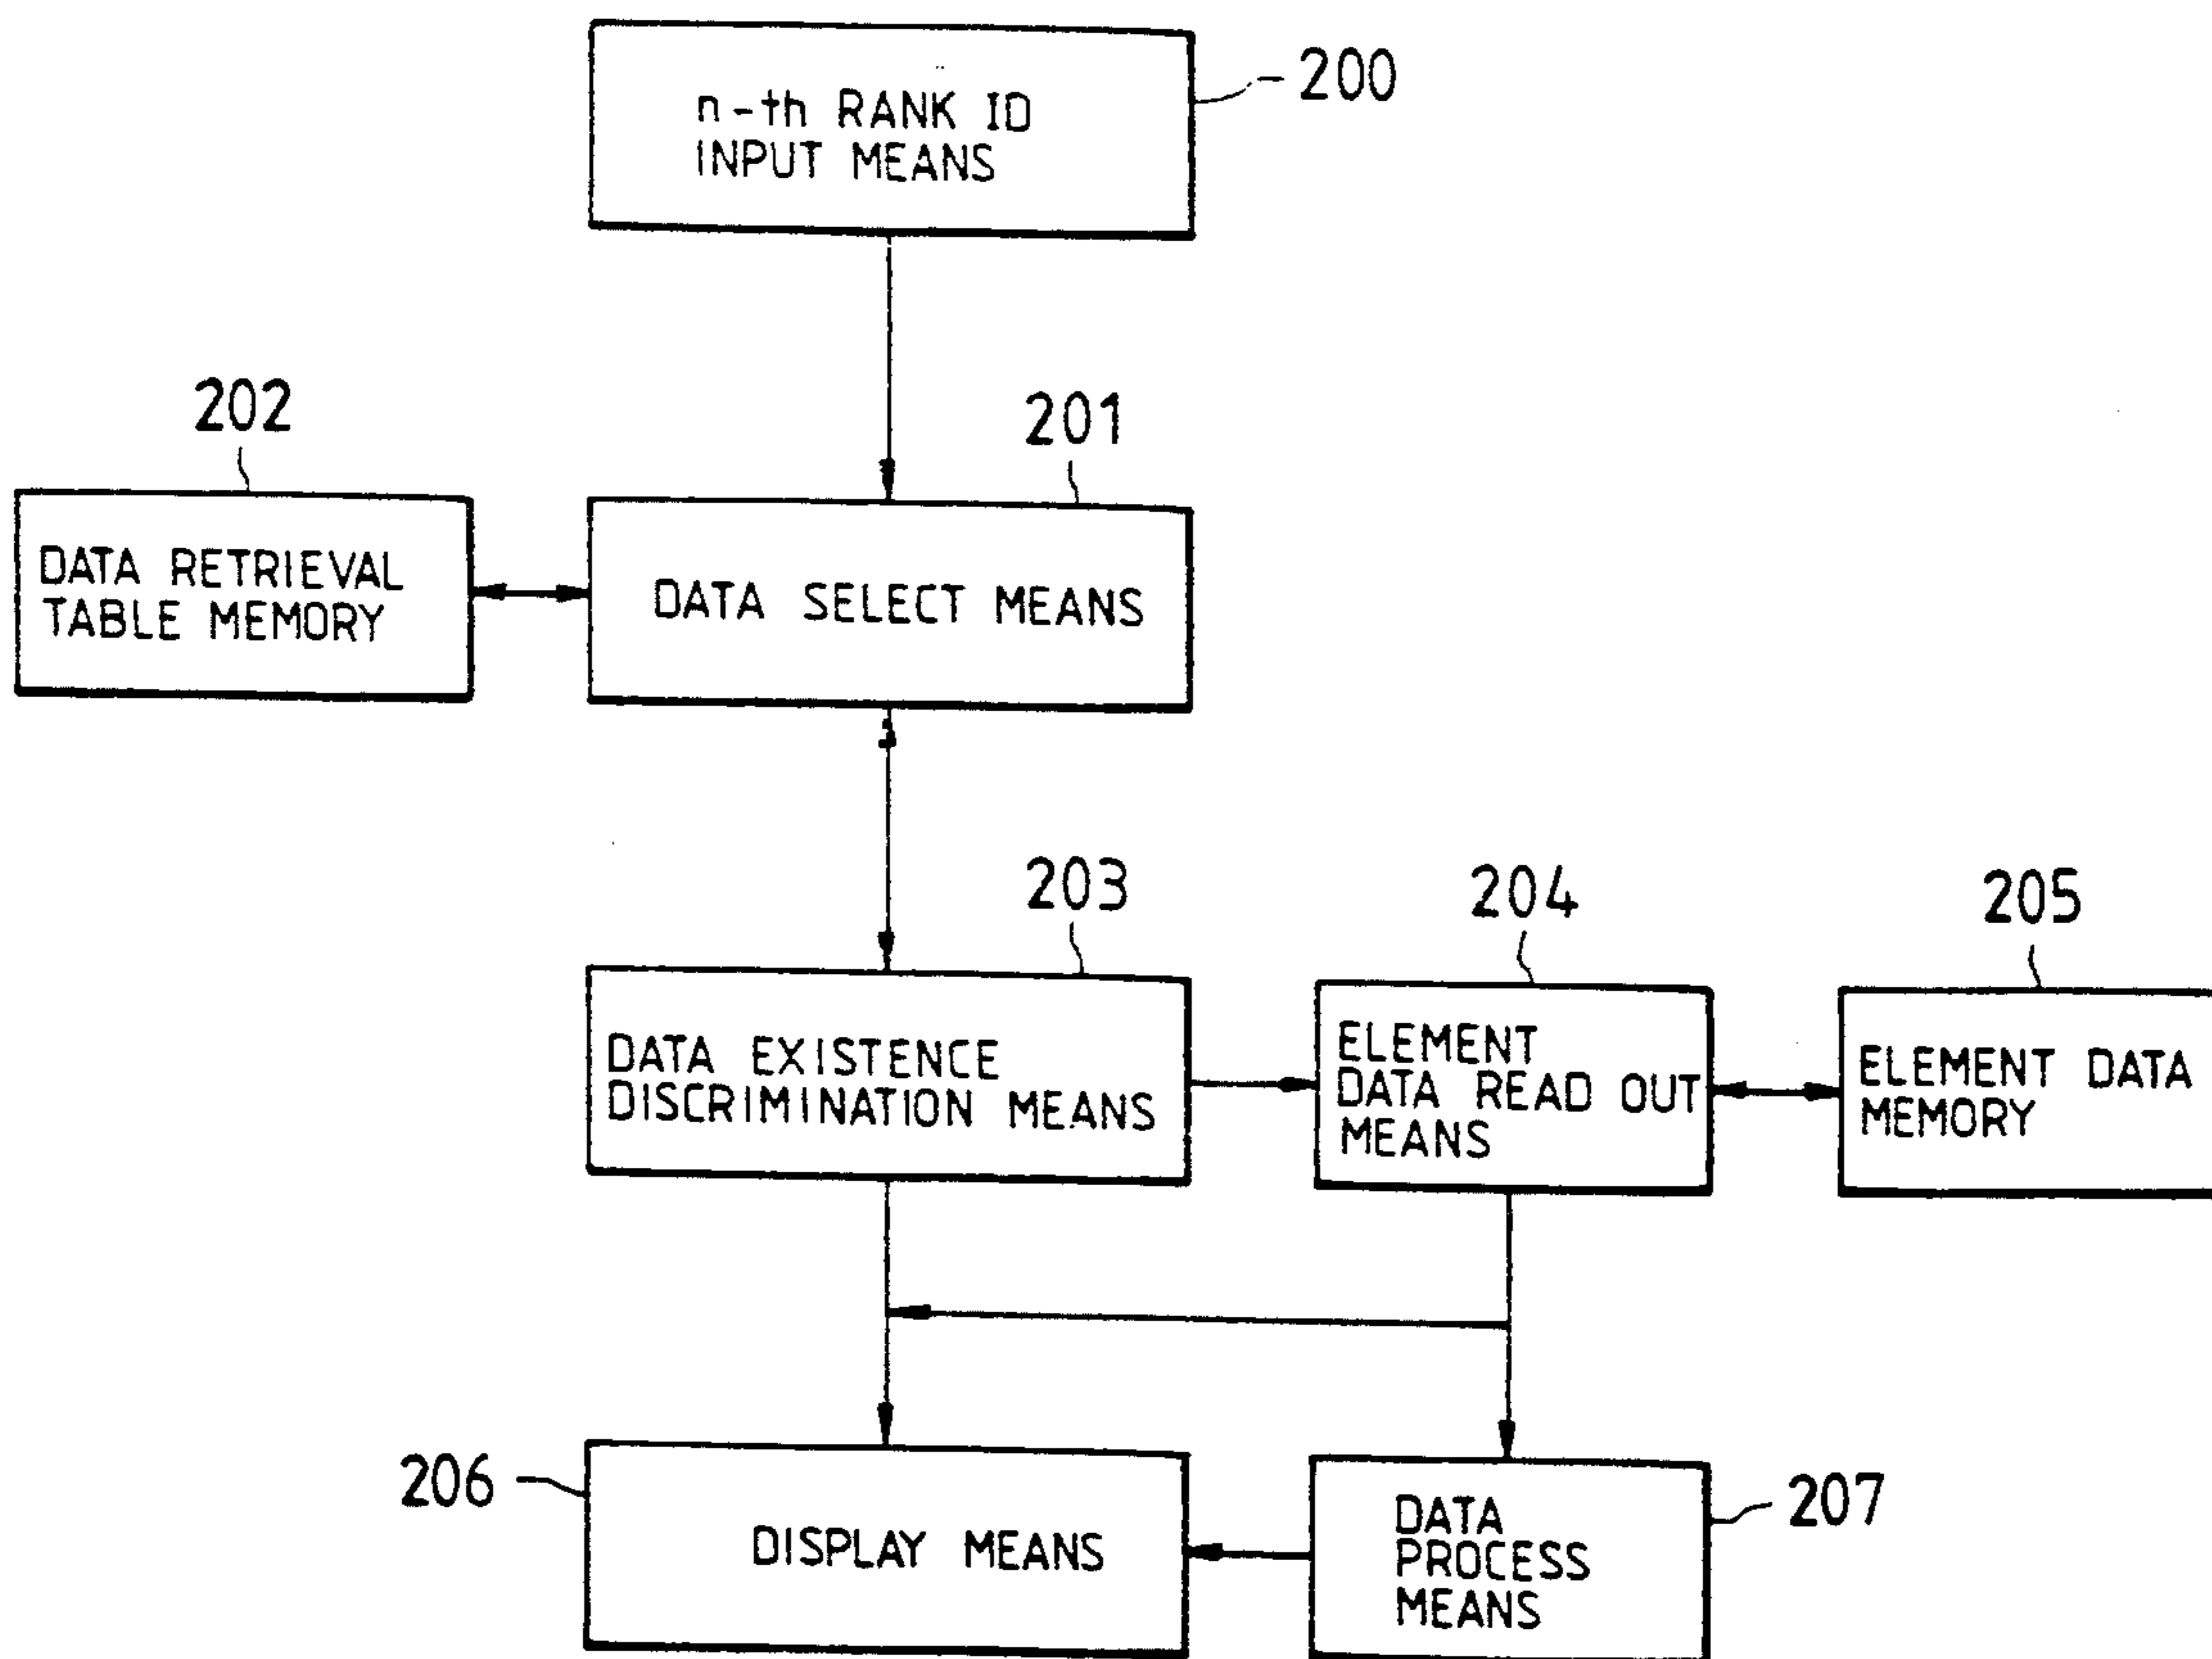 200
n-th RANK ID
INPUT MEANS
202
201
DATA RETRIEVAL
TABLE MEMORY
DATA SELECT MEANS
203
204
205
DATA EXISTENCE
DISCRIMINATION MEANS
ELEMENT
DATA READ OUT
MEANS
ELEMENT DATA
MEMORY
206
DISPLAY MEANS
207
DATA
PROCESS
MEANS